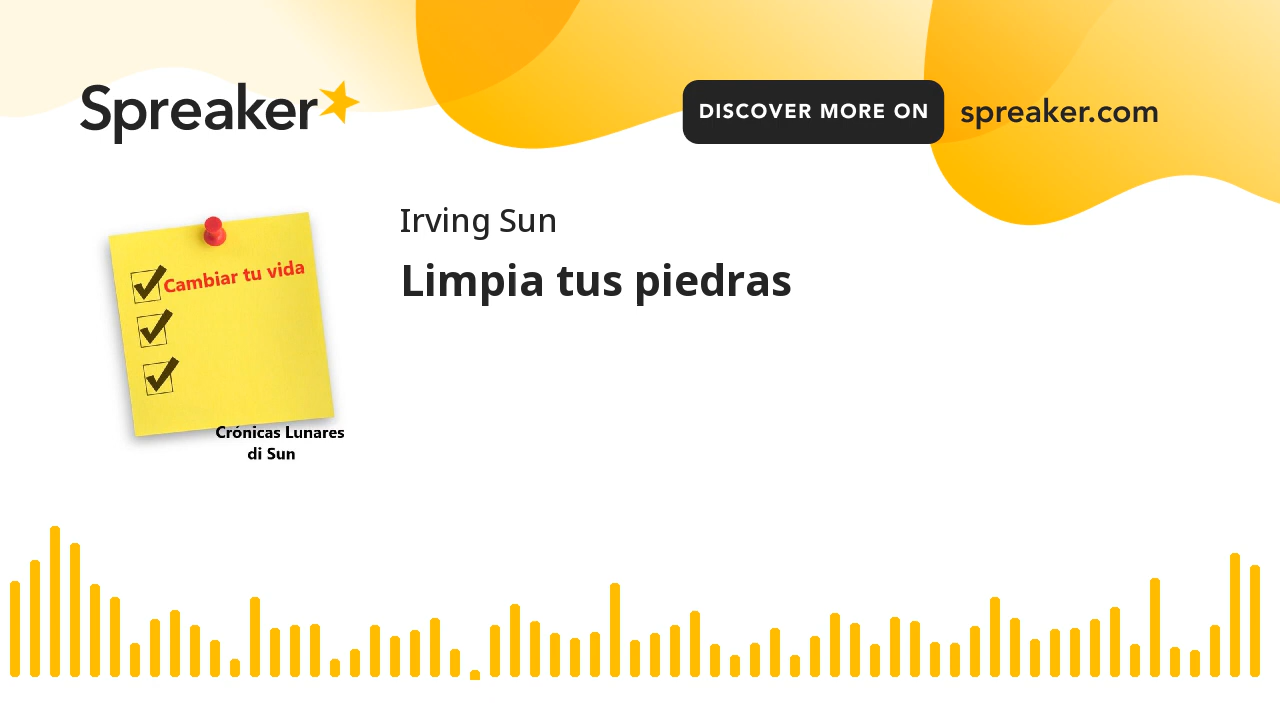 Spreaker
DISCOVER MORE ON
spreaker.com
Irving Sun
Limpia tus piedras
Cambiar tu vida
Crónicas Lunares
di Sun